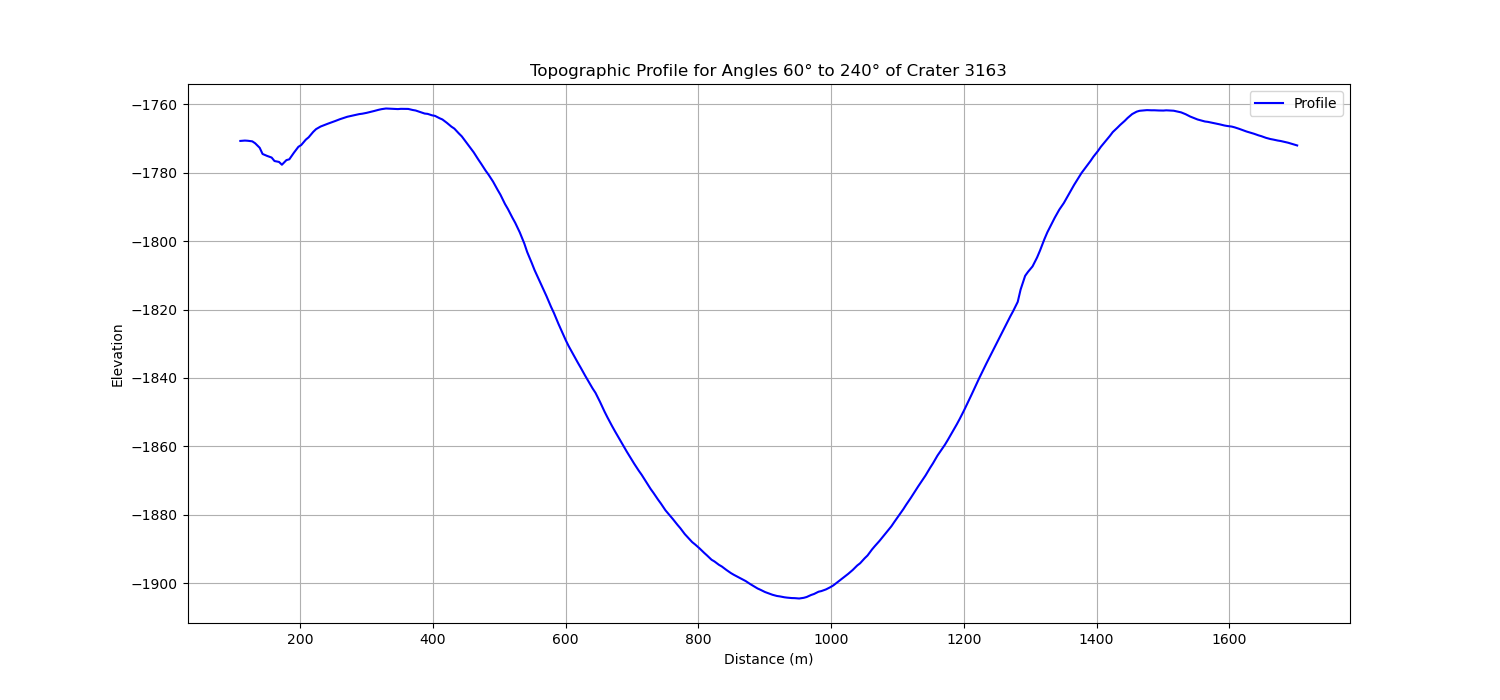 Topographic Profile for Angles 60° to 240° of Crater 3163
Profile
−1760
−1780
−1800
−1820
−1840
−1860
−1880
−1900
Elevation
200 400 600 800 1000 1200 1400 1600
Distance (m)